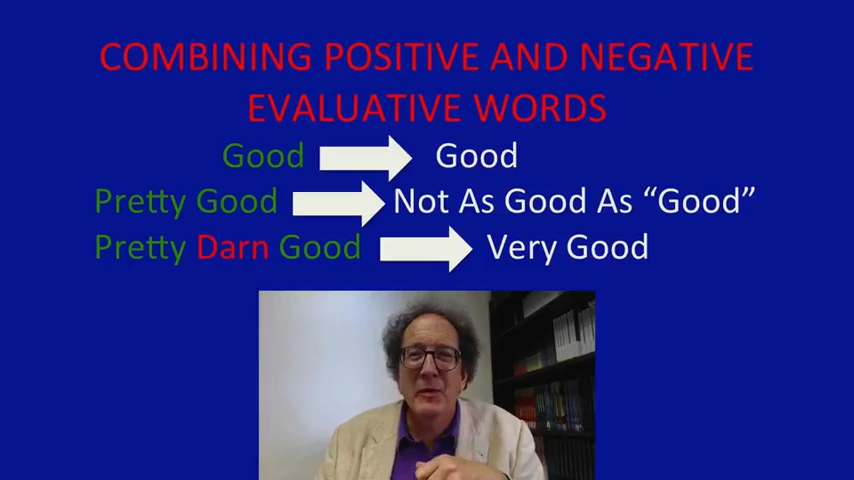 COMBINING POSITIVE AND NEGATIVE
EVALUATIVE WORDS
Good Good
Pretty Good Not As Good As “Good”
Pretty Darn Good Very Good